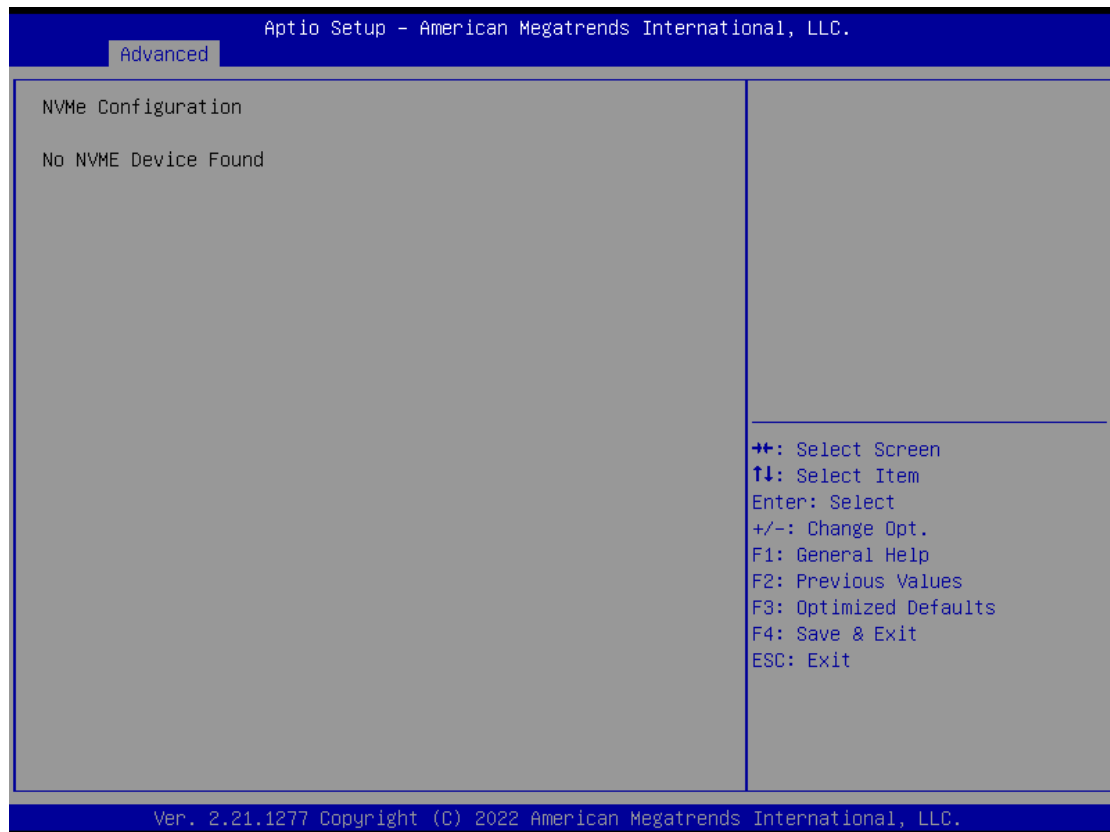 Aptio Setup – American Megatrends International, LLC.
Advanced
NVMe Configuration
No NVME Device Found
→←: Select Screen
↑↓: Select Item
Enter: Select
+/-: Change Opt.
F1: General Help
F2: Previous Values
F3: Optimized Defaults
F4: Save & Exit
ESC: Exit
Ver. 2.21.1277 Copyright (C) 2022 American Megatrends International, LLC.